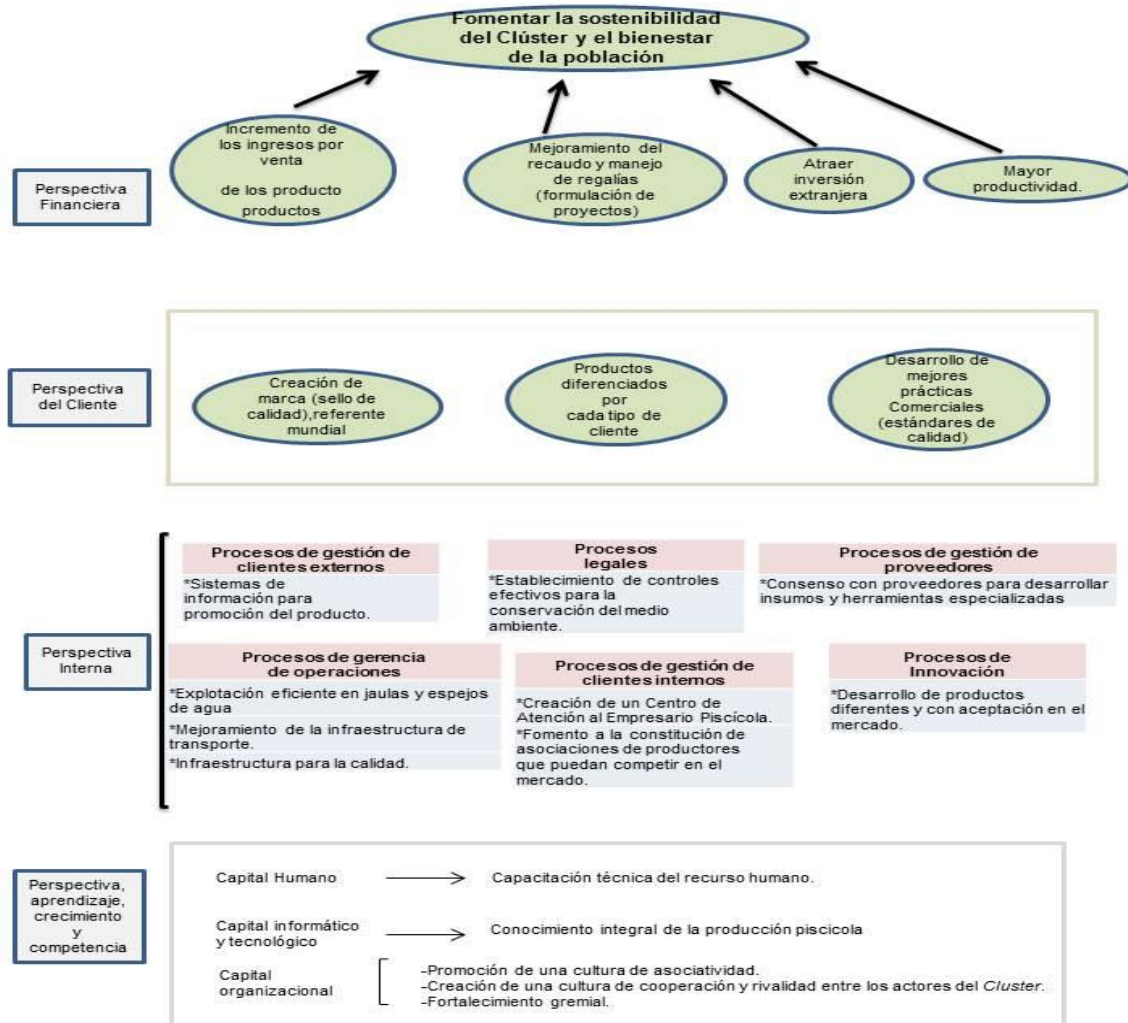 Fomentar la sostenibilidad
del Clúster y el bienestar
de la población
Perspectiva
Financiera
Incremento de
los ingresos por
venta
de los producto
productos
Mejoramiento del
recaudo y manejo
de regalías
(formulación de
proyectos)
Atraer
inversión
extranjera
Mayor
productividad.
Perspectiva
del Cliente
Creación de
marca (sello de
calidad),referente
mundial
Productos
diferenciados
por
cada tipo de
cliente
Desarrollo de
mejores
prácticas
Comerciales
(estándares de
calidad)
Perspectiva
Interna
Procesos de gestión de
clientes externos
*Sistemas de
información para
promoción del producto.
Procesos
legales
*Establecimiento de controles
efectivos para la
conservación del medio
ambiente.
Procesos de gestión de
proveedores
*Consenso con proveedores para desarrollar
insumos y herramientas especializadas
Procesos de gerencia
de operaciones
*Explotación eficiente en jaulas y espejos
de agua
*Mejoramiento de la infraestructura de
transporte.
*Infraestructura para la calidad.
Procesos de gestión de
clientes internos
*Creación de un Centro de
Atención al Empresario Piscícola.
*Fomento a la constitución de
asociaciones de productores
que puedan competir en el
mercado.
Procesos de
Innovación
*Desarrollo de productos
diferentes y con aceptación en el
mercado.
Perspectiva,
aprendizaje,
crecimiento
y
competencia
Capital Humano
Capacitación técnica del recurso humano.
Capital informático
y tecnológico
Conocimiento integral de la producción piscicola
Capital
organizacional
-Promoción de una cultura de asociatividad.
-Creación de una cultura de cooperación y rivalidad entre los actores del Cluster.
-Fortalecimiento gremial.